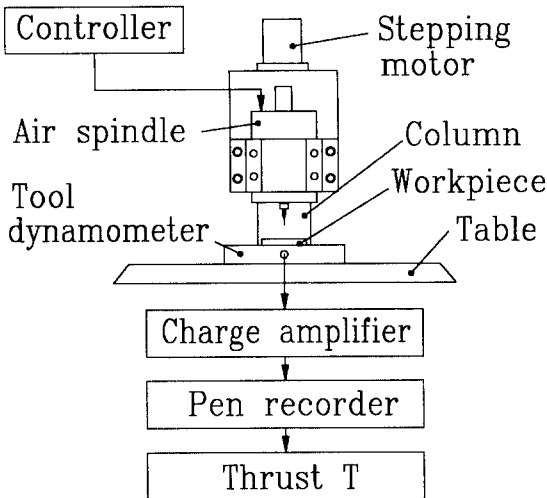 Controller
Stepping
motor
Air spindle
Column
Workpiece
Tool
dynamometer
Table
Charge amplifier
Pen recorder
Thrust T